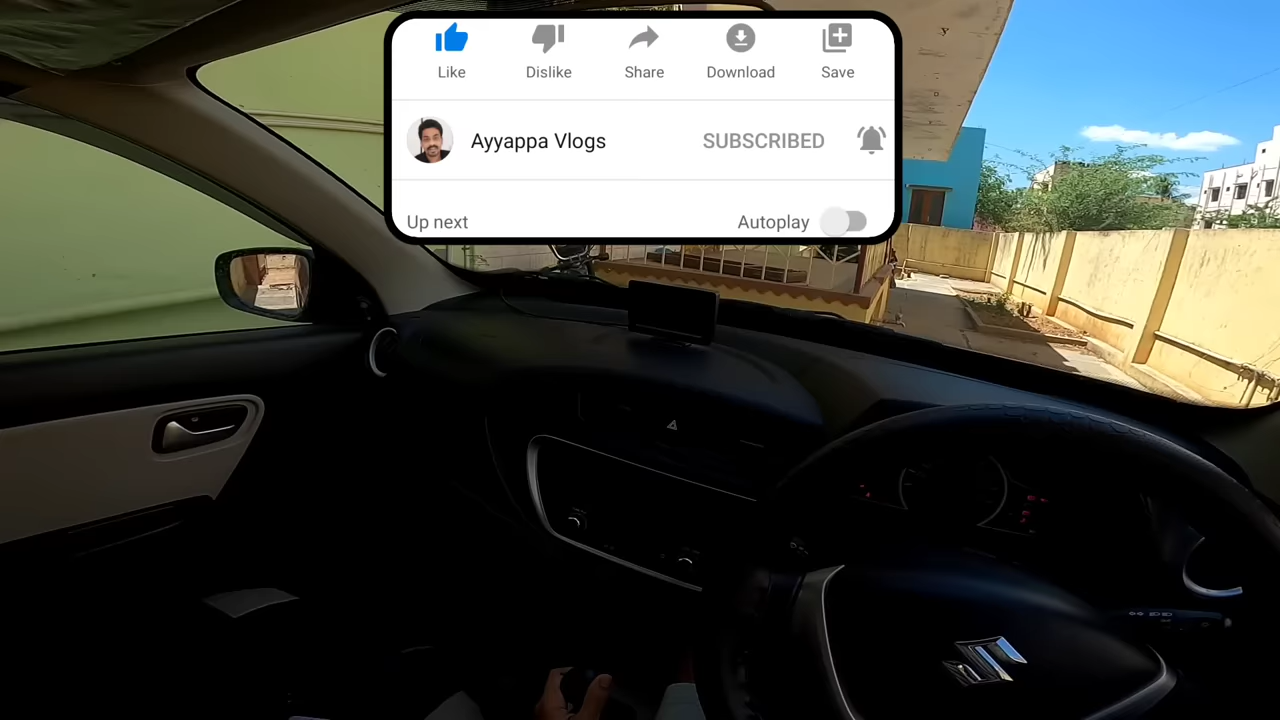 Like
Dislike
Share
Download
Save
Ayyappa Vlogs
SUBSCRIBED
Up next
Autoplay